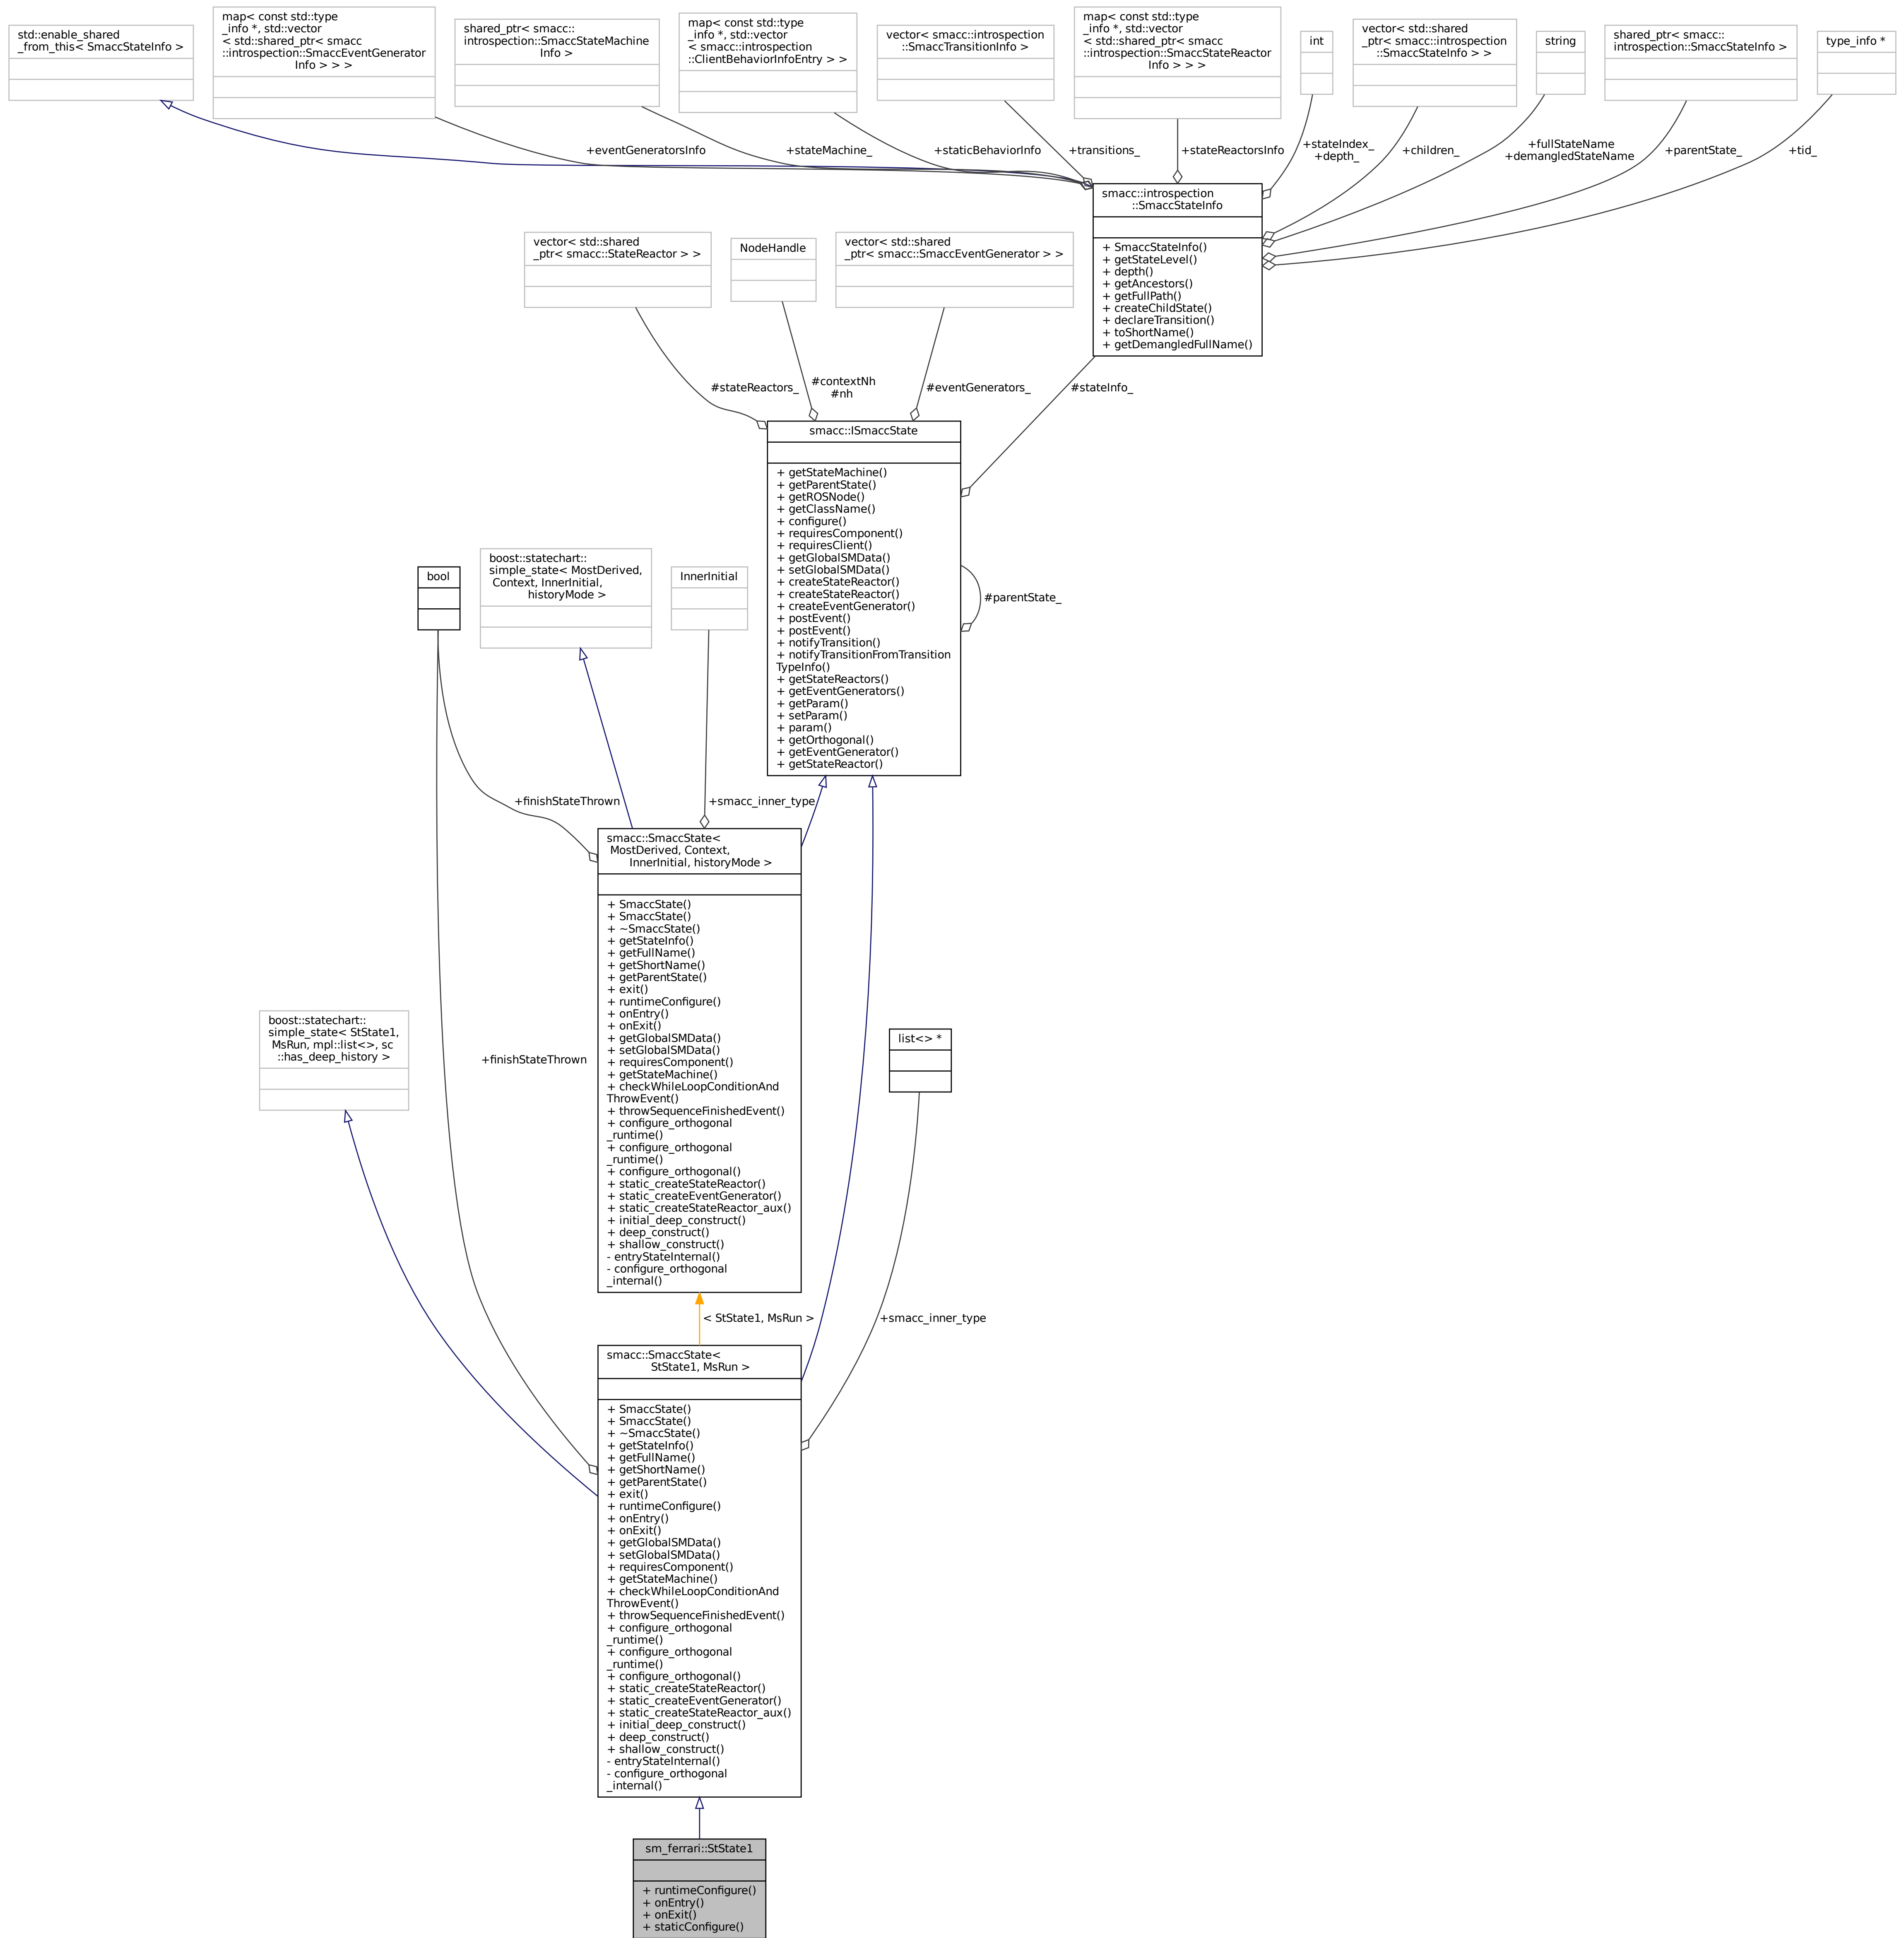 std::enable_shared
_from_this< SmaccStateInfo >
map< const std::type
_info *, std::vector
< std::shared_ptr< smacc
::introspection::SmaccEventGenerator
Info > > >
shared_ptr< smacc::
introspection::SmaccStateMachine
Info >
map< const std::type
_info *, std::vector
< smacc::introspection
::ClientBehaviorInfoEntry > >
vector< smacc::introspection
::SmaccTransitionInfo >
map< const std::type
_info *, std::vector
< std::shared_ptr< smacc
::introspection::SmaccStateReactor
Info > > >
int
vector< std::shared
_ptr< smacc::introspection
::SmaccStateInfo > >
string
shared_ptr< smacc::
introspection::SmaccStateInfo >
type_info *
+eventGeneratorsInfo
+stateMachine_
+staticBehaviorInfo
+transitions_
+stateReactorsInfo
+stateIndex_
+depth_
+children_
+fullStateName
+demangledStateName
+parentState_
+tid_
smacc::introspection
::SmaccStateInfo
+ SmaccStateInfo()
+ getStateLevel()
+ depth()
+ getAncestors()
+ getFullPath()
+ createChildState()
+ declareTransition()
+ toShortName()
+ getDemangledFullName()
vector< std::shared
_ptr< smacc::StateReactor > >
NodeHandle
vector< std::shared
_ptr< smacc::SmaccEventGenerator > >
#stateReactors_
#contextNh
#nh
#eventGenerators_
#stateInfo_
smacc::ISmaccState
+ getStateMachine()
+ getParentState()
+ getROSNode()
+ getClassName()
+ configure()
+ requiresComponent()
+ requiresClient()
+ getGlobalSMData()
+ setGlobalSMData()
+ createStateReactor()
+ createStateReactor()
+ createEventGenerator()
+ postEvent()
+ postEvent()
+ notifyTransition()
+ notifyTransitionFromTransition
TypeInfo()
+ getStateReactors()
+ getEventGenerators()
+ getParam()
+ setParam()
+ param()
+ getOrthogonal()
+ getEventGenerator()
+ getStateReactor()
#parentState_
bool
boost::statechart::
simple_state< MostDerived,
Context, InnerInitial,
historyMode >
InnerInitial
+finishStateThrown
+smacc_inner_type
smacc::SmaccState<
MostDerived, Context,
InnerInitial, historyMode >
+ SmaccState()
+ SmaccState()
+ ~SmaccState()
+ getStateInfo()
+ getFullName()
+ getShortName()
+ getParentState()
+ exit()
+ runtimeConfigure()
+ onEntry()
+ onExit()
+ getGlobalSMData()
+ setGlobalSMData()
+ requiresComponent()
+ getStateMachine()
+ checkWhileLoopConditionAnd
ThrowEvent()
+ throwSequenceFinishedEvent()
+ configure_orthogonal
_runtime()
+ configure_orthogonal
_runtime()
+ configure_orthogonal()
+ static_createStateReactor()
+ static_createEventGenerator()
+ static_createStateReactor_aux()
+ initial_deep_construct()
+ deep_construct()
+ shallow_construct()
- entryStateInternal()
- configure_orthogonal
_internal()
boost::statechart::
simple_state< StState1,
MsRun, mpl::list<>, sc
::has_deep_history >
+finishStateThrown
list<> *
< StState1, MsRun >
+smacc_inner_type
smacc::SmaccState<
StState1, MsRun >
+ SmaccState()
+ SmaccState()
+ ~SmaccState()
+ getStateInfo()
+ getFullName()
+ getShortName()
+ getParentState()
+ exit()
+ runtimeConfigure()
+ onEntry()
+ onExit()
+ getGlobalSMData()
+ setGlobalSMData()
+ requiresComponent()
+ getStateMachine()
+ checkWhileLoopConditionAnd
ThrowEvent()
+ throwSequenceFinishedEvent()
+ configure_orthogonal
_runtime()
+ configure_orthogonal
_runtime()
+ configure_orthogonal()
+ static_createStateReactor()
+ static_createEventGenerator()
+ static_createStateReactor_aux()
+ initial_deep_construct()
+ deep_construct()
+ shallow_construct()
- entryStateInternal()
- configure_orthogonal
_internal()
sm_ferrari::StState1
+ runtimeConfigure()
+ onEntry()
+ onExit()
+ staticConfigure()